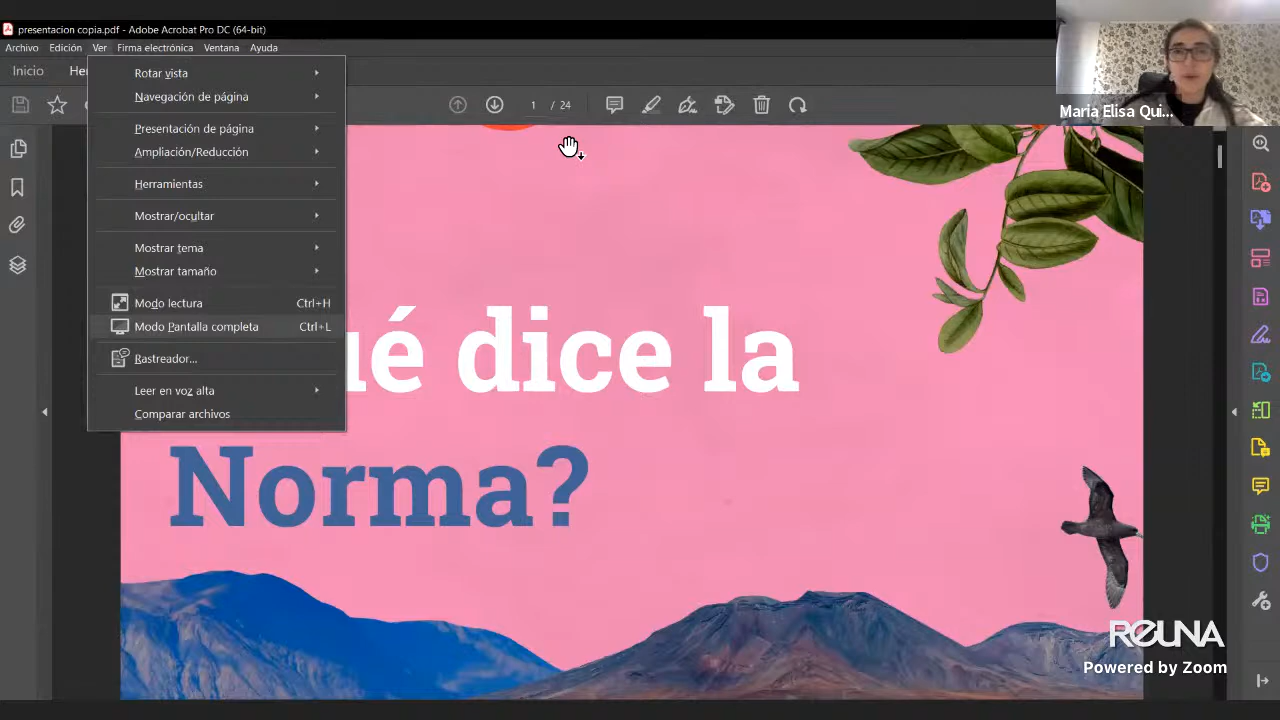 presentacion copia.pdf - Adobe Acrobat Pro DC (64-bit)
Archivo Edición Ver Firma electrónica Ventana Ayuda
Inicio
1 / 24
Rotar vista
Navegación de página
Presentación de página
Ampliación/Reducción
Herramientas
Mostrar/ocultar
Mostrar tema
Mostrar tamaño
Modo lectura Ctrl+H
Modo Pantalla completa Ctrl+L
Rastreador...
Leer en voz alta
Comparar archivos
dice la
Norma?
Maria Elisa Qui...
REUNA
Powered by Zoom